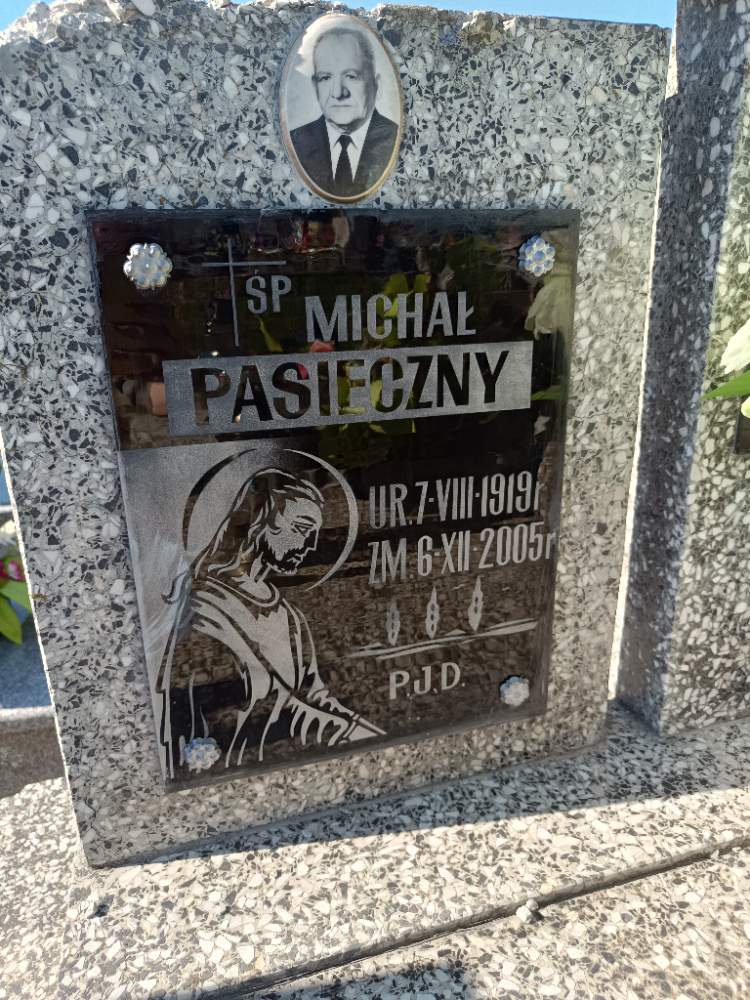 ŚP MICHAŁ
PASIECZNY
UR. 7-VIII-1919r
ZM. 6-XII-2005r
P.J.D.